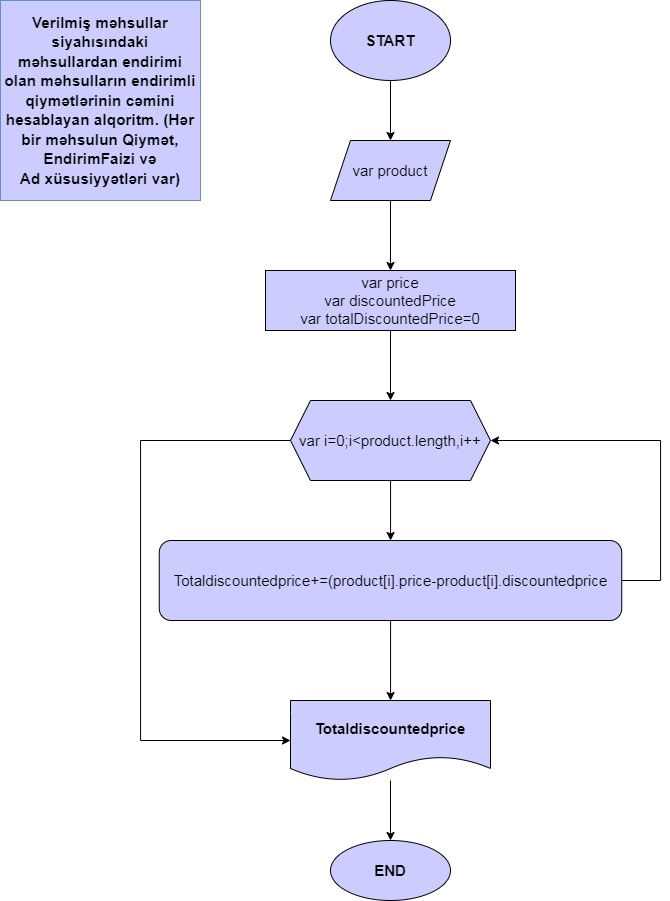 Verilmiş məhsullar
siyahısındaki
məhsullardan endirimi
olan məhsulların endirimli
qiymətlərinin cəmini
hesablayan alqoritm. (Hər
bir məhsulun Qiymət,
EndirimFaizi və
Ad xüsusiyyətləri var)
START
var product
var price
var discountedPrice
var totalDiscountedPrice=0
var i=0;i<product.length,i++
Totaldiscountedprice+=(product[i].price-product[i].discountedprice
Totaldiscountedprice
END